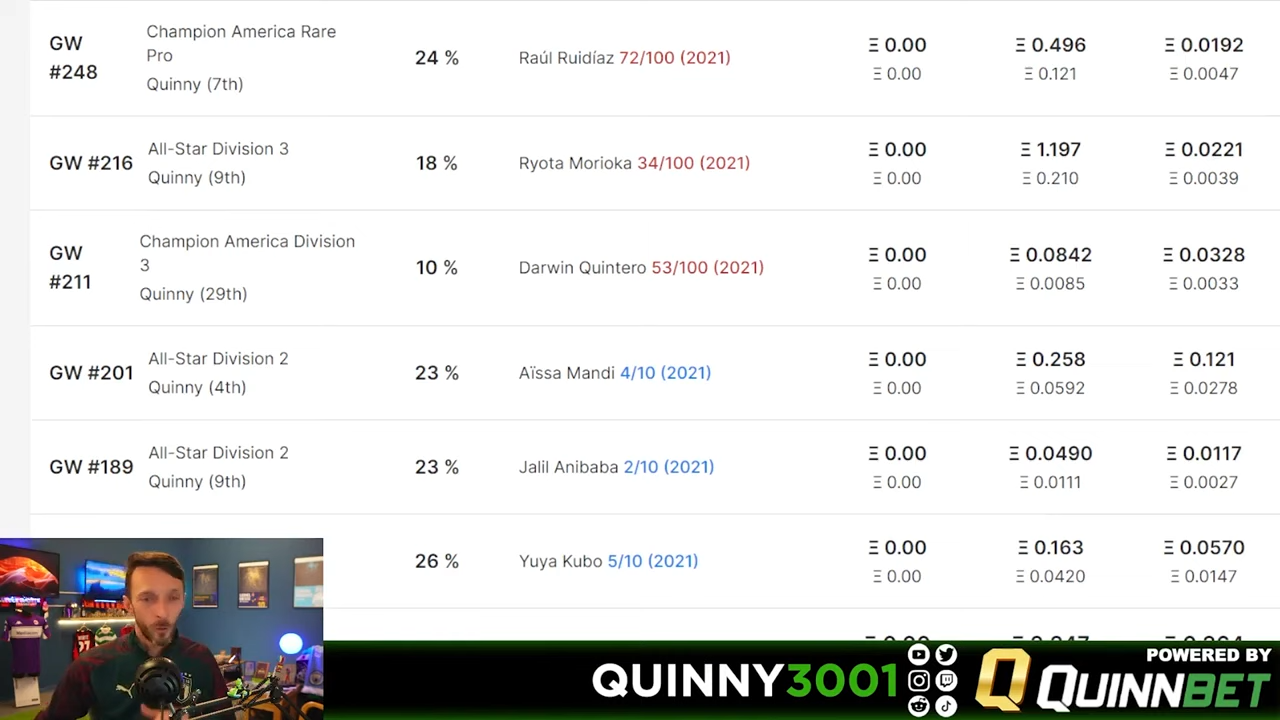 GW
#248
Champion America Rare
Pro
Quinny (7th)
24 %
Raúl Ruidíaz 72/100 (2021)
Ξ 0.00
Ξ 0.00
Ξ 0.496
Ξ 0.121
Ξ 0.0192
Ξ 0.0047
GW #216
All-Star Division 3
Quinny (9th)
18 %
Ryota Morioka 34/100 (2021)
Ξ 0.00
Ξ 0.00
Ξ 1.197
Ξ 0.210
Ξ 0.0221
Ξ 0.0039
GW
#211
Champion America Division
3
Quinny (29th)
10 %
Darwin Quintero 53/100 (2021)
Ξ 0.00
Ξ 0.00
Ξ 0.0842
Ξ 0.0085
Ξ 0.0328
Ξ 0.0033
GW #201
All-Star Division 2
Quinny (4th)
23 %
Aïssa Mandi 4/10 (2021)
Ξ 0.00
Ξ 0.00
Ξ 0.258
Ξ 0.0592
Ξ 0.121
Ξ 0.0278
GW #189
All-Star Division 2
Quinny (9th)
23 %
Jalil Anibaba 2/10 (2021)
Ξ 0.00
Ξ 0.00
Ξ 0.0490
Ξ 0.0111
Ξ 0.0117
Ξ 0.0027
26 %
Yuya Kubo 5/10 (2021)
Ξ 0.00
Ξ 0.00
Ξ 0.163
Ξ 0.0420
Ξ 0.0570
Ξ 0.0147
QUINNY3001
POWERED BY
QUINNBET